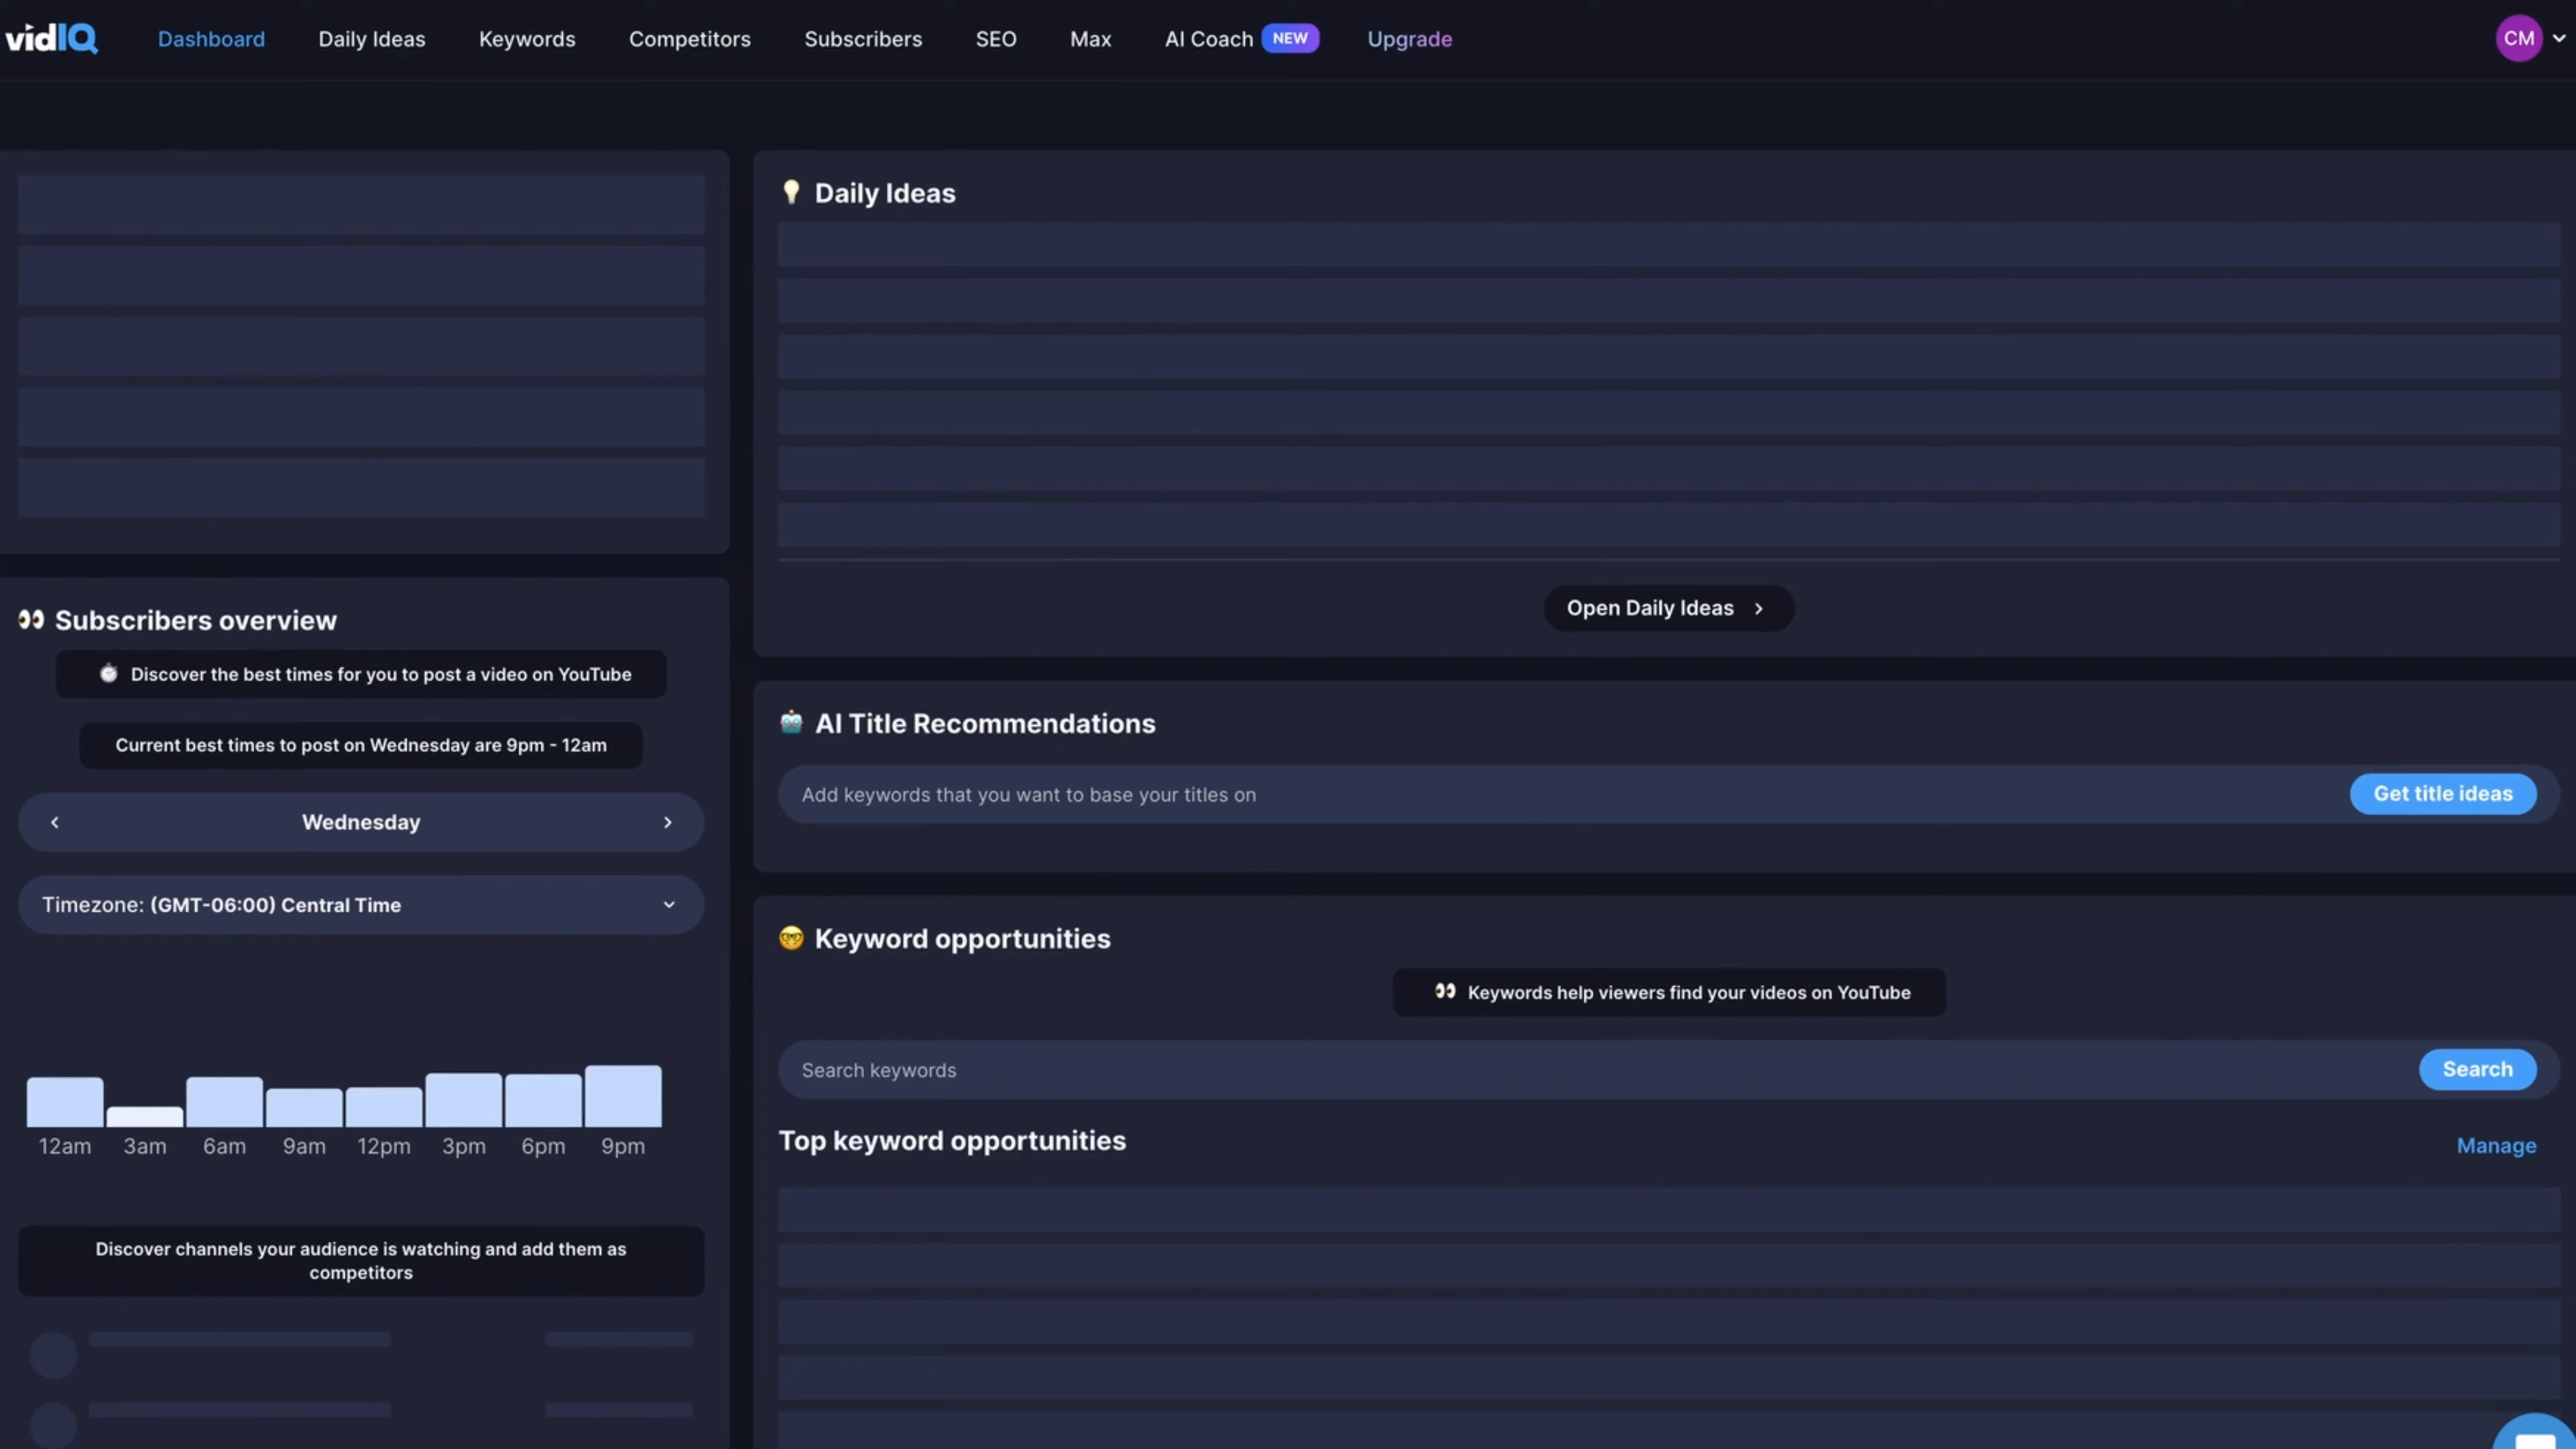 vidIQ
Dashboard
Daily Ideas
Keywords
Competitors
Subscribers
SEO
Max
AI Coach NEW
Upgrade
CM
Daily Ideas
Open Daily Ideas
Subscribers overview
Discover the best times for you to post a video on YouTube
Current best times to post on Wednesday are 9pm - 12am
Wednesday
Timezone: (GMT-06:00) Central Time
12am 3am 6am 9am 12pm 3pm 6pm 9pm
Discover channels your audience is watching and add them as
competitors
AI Title Recommendations
Add keywords that you want to base your titles on
Get title ideas
Keyword opportunities
Keywords help viewers find your videos on YouTube
Search keywords
Search
Top keyword opportunities
Manage